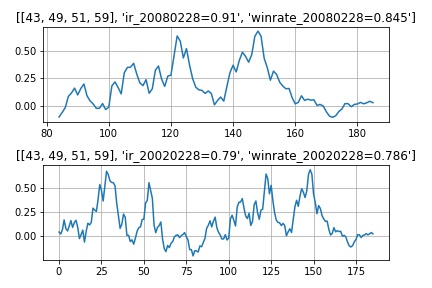 [[43, 49, 51, 59], 'ir_20080228=0.91', 'winrate_20080228=0.845']
0.50
0.25
0.00
80 100 120 140 160 180
[[43, 49, 51, 59], 'ir_20020228=0.79', 'winrate_20020228=0.786']
0.50
0.25
0.00
0 25 50 75 100 125 150 175